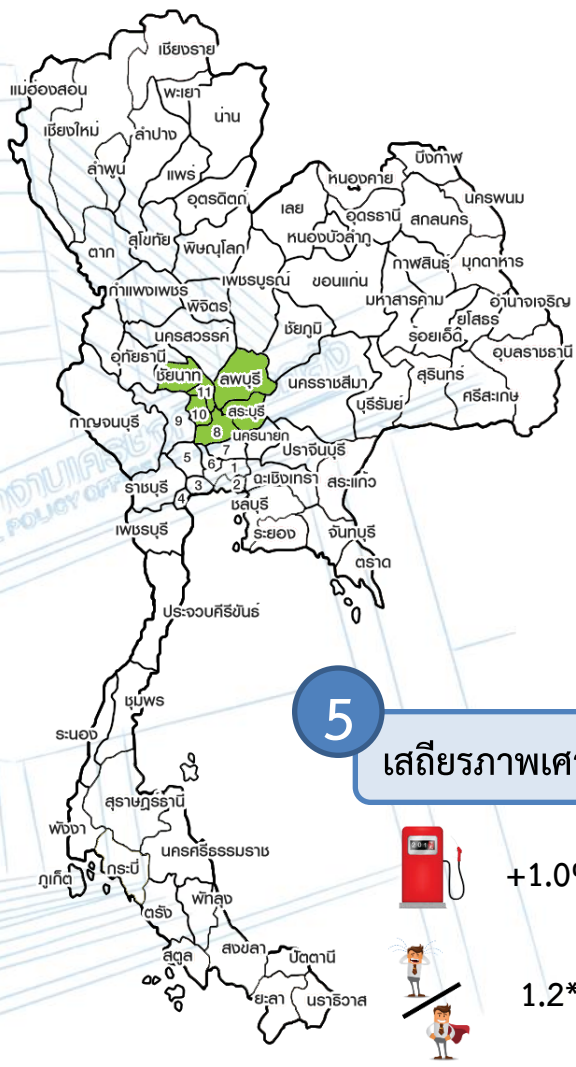 เชียงราย
แม่ฮ่องสอน
พะเยา
น่าน
เชียงใหม่
ลำปาง
ลำพูน
แพร่
บึงกาฬ
หนองคาย
อุตรดิตถ์
เลย
อุดรธานี
สกลนคร
นครพนม
ตาก
สุโขทัย
พิษณุโลก
หนองบัวลำภู
เพชรบูรณ์
ขอนแก่น
กาฬสินธุ์
มุกดาหาร
กำแพงเพชร
พิจิตร
มหาสารคาม
อำนาจเจริญ
นครสวรรค์
ชัยภูมิ
ร้อยเอ็ด
ยโสธร
อุทัยธานี
อุบลราชธานี
ชัยนาท
ลพบุรี
นครราชสีมา
สุรินทร์
ศรีสะเกษ
11
บุรีรัมย์
กาญจนบุรี
9
10
สระบุรี
8
นครนายก
7
ปราจีนบุรี
5
6
1
ราชบุรี
3
2
ฉะเชิงเทรา
สระแก้ว
4
ชลบุรี
เพชรบุรี
ระยอง
จันทบุรี
ตราด
ประจวบคีรีขันธ์
ชุมพร
ระนอง
5
เสถียรภาพเศ
สุราษฎร์ธานี
พังงา
นครศรีธรรมราช
ภูเก็ต
กระบี่
+1.0
ตรัง
พัทลุง
สงขลา
สตูล
ปัตตานี
ยะลา
นราธิวาส
1.2*